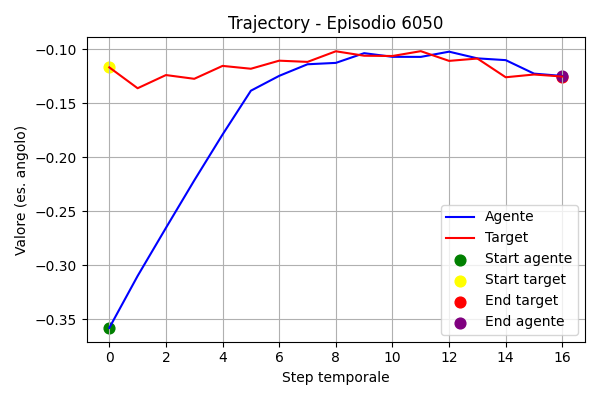 Trajectory - Episodio 6050
Valore (es. angolo)
−0.10
−0.15
−0.20
−0.25
−0.30
−0.35
0 2 4 6 8 10 12 14 16
Step temporale
Agente
Target
Start agente
Start target
End target
End agente